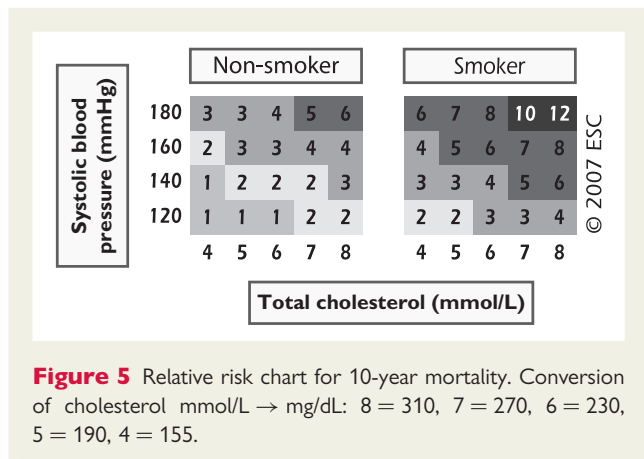 Non-smoker Smoker
Systolic blood
pressure (mmHg)
180 3 3 4 5 6 6 7 8 10 12
160 2 3 3 4 4 4 5 6 7 8
140 1 2 2 2 3 3 3 4 5 6
120 1 1 1 2 2 2 2 3 3 4
4 5 6 7 8 4 5 6 7 8
© 2007 ESC
Total cholesterol (mmol/L)
Figure 5 Relative risk chart for 10-year mortality. Conversion
of cholesterol mmol/L → mg/dL: 8 = 310, 7 = 270, 6 = 230,
5 = 190, 4 = 155.